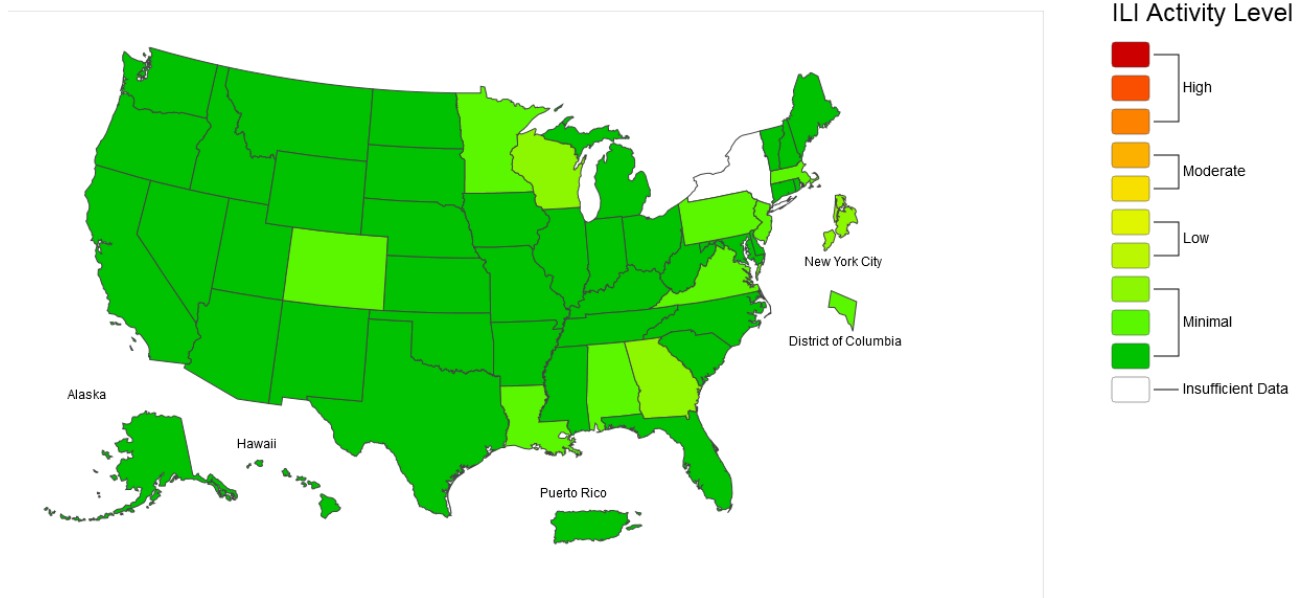 ILI Activity Level
High
Moderate
Low
Minimal
Insufficient Data
New York City
District of Columbia
Alaska
Hawaii
Puerto Rico